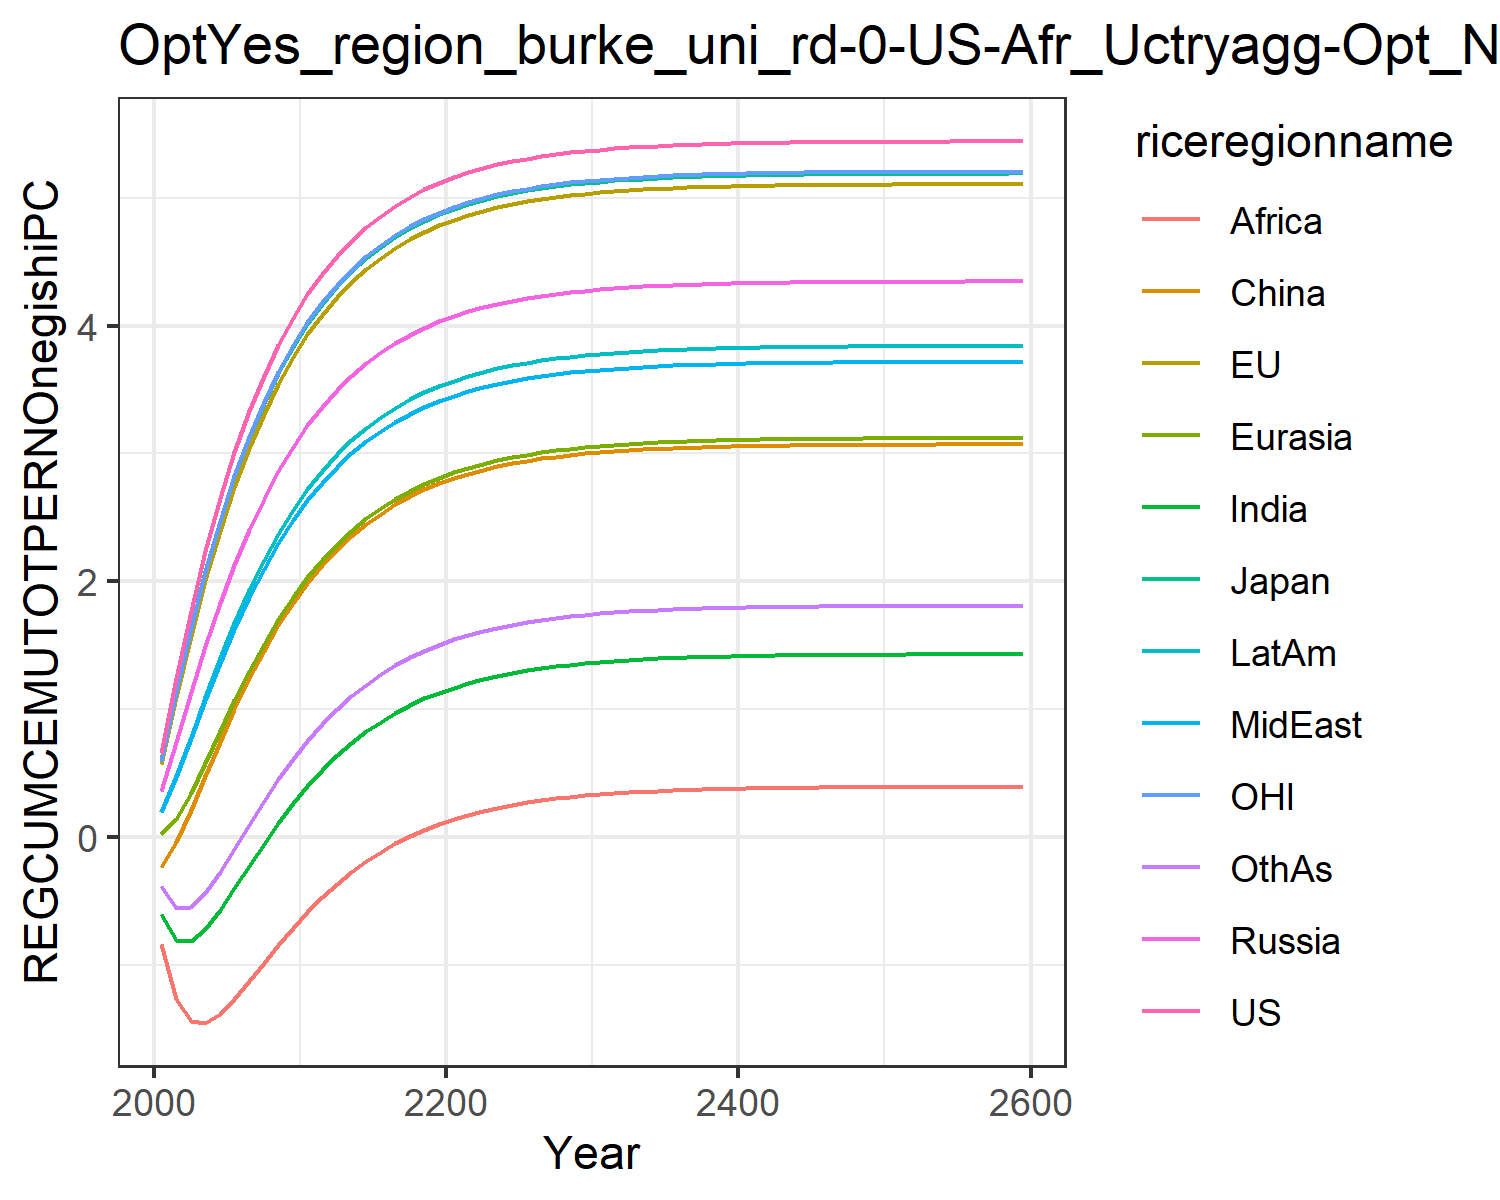 OptYes_region_burke_uni_rd-0-US-Afr_Uctryagg-Opt_N
REGCUMCEMUTOTPERNOnegishiPC
4
2
0
2000 2200 2400 2600
Year
riceregionname
Africa
China
EU
Eurasia
India
Japan
LatAm
MidEast
OHI
OthAs
Russia
US